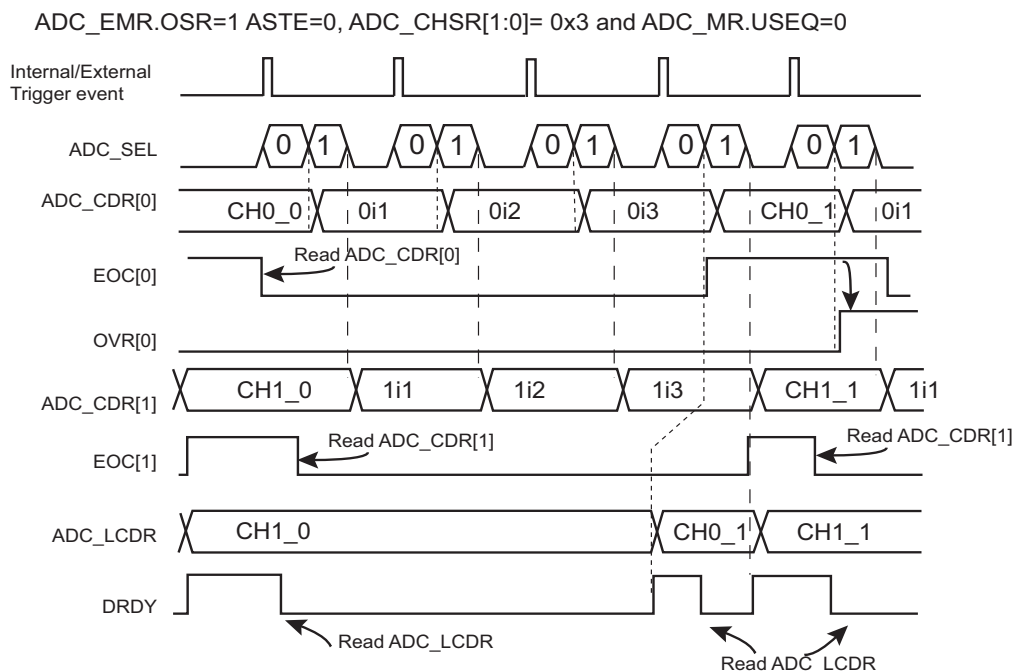 ADC_EMR.OSR=1 ASTE=0, ADC_CHSR[1:0]= 0x3 and ADC_MR.USEQ=0
Internal/External
Trigger event
ADC_SEL 0 1 0 1 0 1 0 1 0 1
ADC_CDR[0] CH0_0 0i1 0i2 0i3 CH0_1 0i1
Read ADC_CDR[0]
EOC[0]
OVR[0]
ADC_CDR[1] CH1_0 1i1 1i2 1i3 CH1_1 1i1
EOC[1] Read ADC_CDR[1] Read ADC_CDR[1]
ADC_LCDR CH1_0 CH0_1 CH1_1
DRDY
Read ADC_LCDR
Read ADC_LCDR